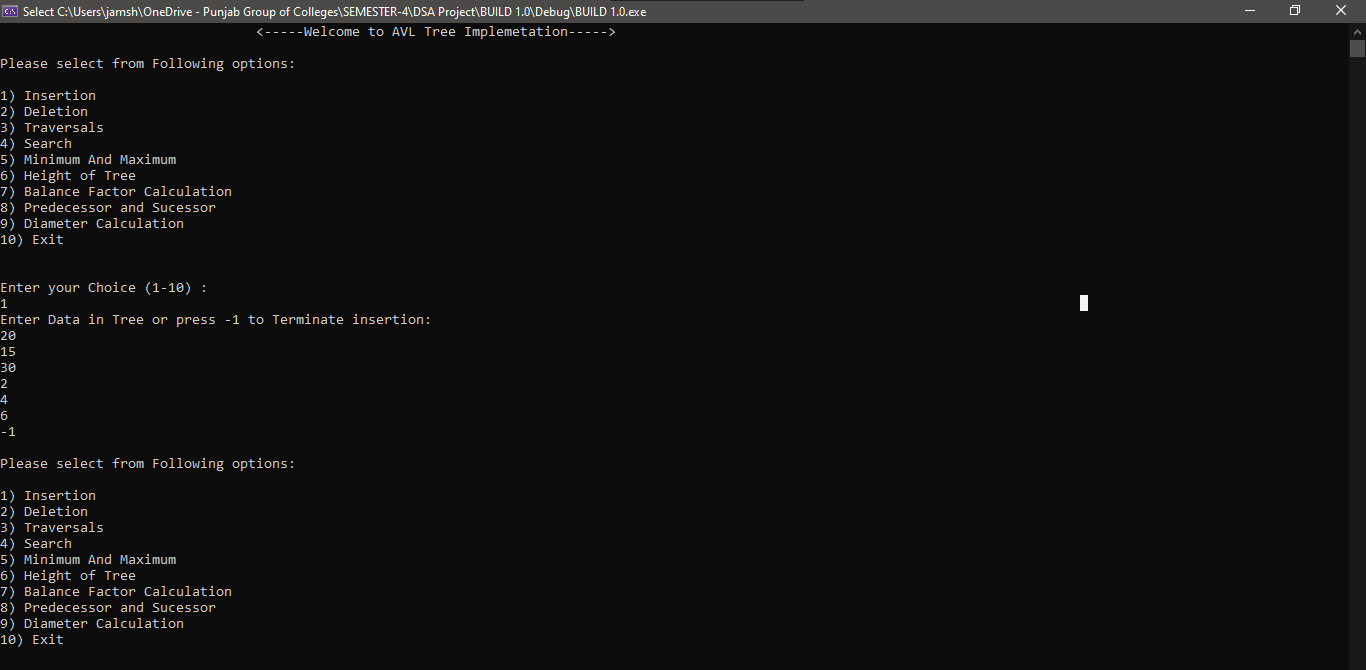 Select C:\Users\jamsh\OneDrive - Punjab Group of Colleges\SEMESTER-4\DSA Project\BUILD 1.0\Debug\BUILD 1.0.exe
<-----Welcome to AVL Tree Implemetation----->
Please select from Following options:
1) Insertion
2) Deletion
3) Traversals
4) Search
5) Minimum And Maximum
6) Height of Tree
7) Balance Factor Calculation
8) Predecessor and Sucessor
9) Diameter Calculation
10) Exit
Enter your Choice (1-10) :
1
Enter Data in Tree or press -1 to Terminate insertion:
20
15
30
2
4
6
-1
Please select from Following options:
1) Insertion
2) Deletion
3) Traversals
4) Search
5) Minimum And Maximum
6) Height of Tree
7) Balance Factor Calculation
8) Predecessor and Sucessor
9) Diameter Calculation
10) Exit